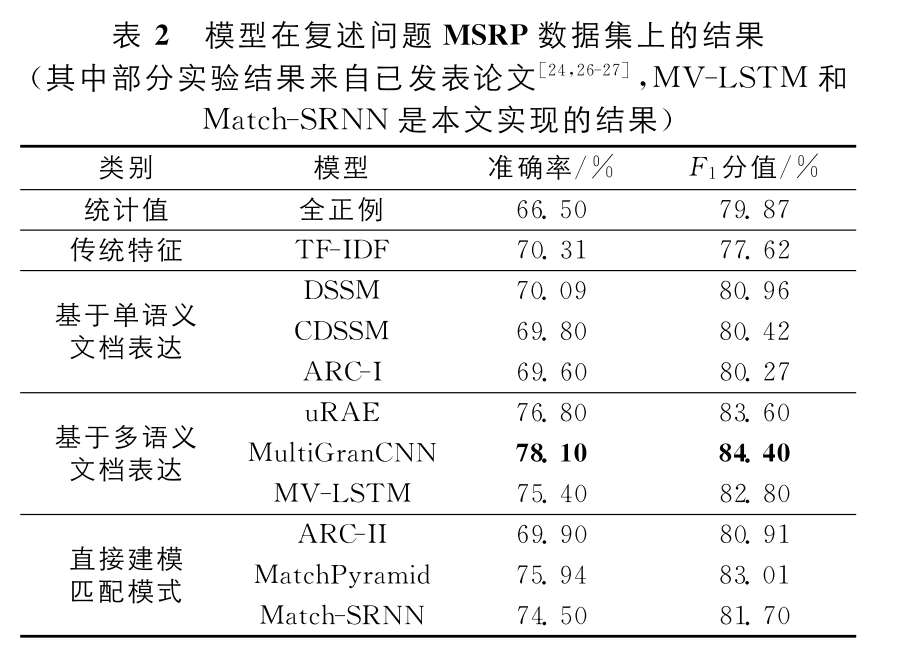 表 2 模型在复述问题 MSRP 数据集上的结果
(其中部分实验结果来自已发表论文[24,26-27],MV-LSTM 和
Match-SRNN 是本文实现的结果)
类别 模型 准确率/% F1分值/%
统计值 全正例 66.50 79.87
传统特征 TF-IDF 70.31 77.62
基于单语义
文档表达
DSSM 70.09 80.96
CDSSM 69.80 80.42
ARC-I 69.60 80.27
基于多语义
文档表达
uRAE 76.80 83.60
MultiGranCNN 78.10 84.40
MV-LSTM 75.40 82.80
直接建模
匹配模式
ARC-II 69.90 80.91
MatchPyramid 75.94 83.01
Match-SRNN 74.50 81.70